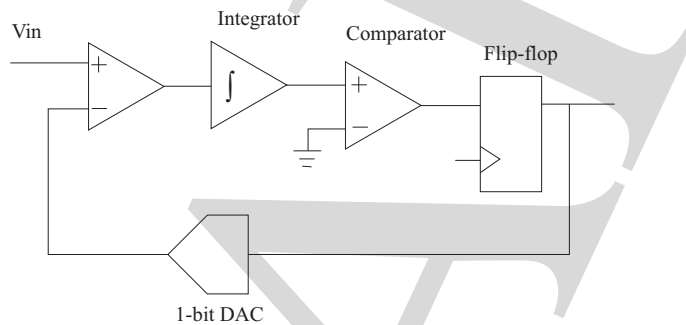 Integrator
Vin
Comparator
Flip-flop
+
−
∫
+
−
1-bit DAC